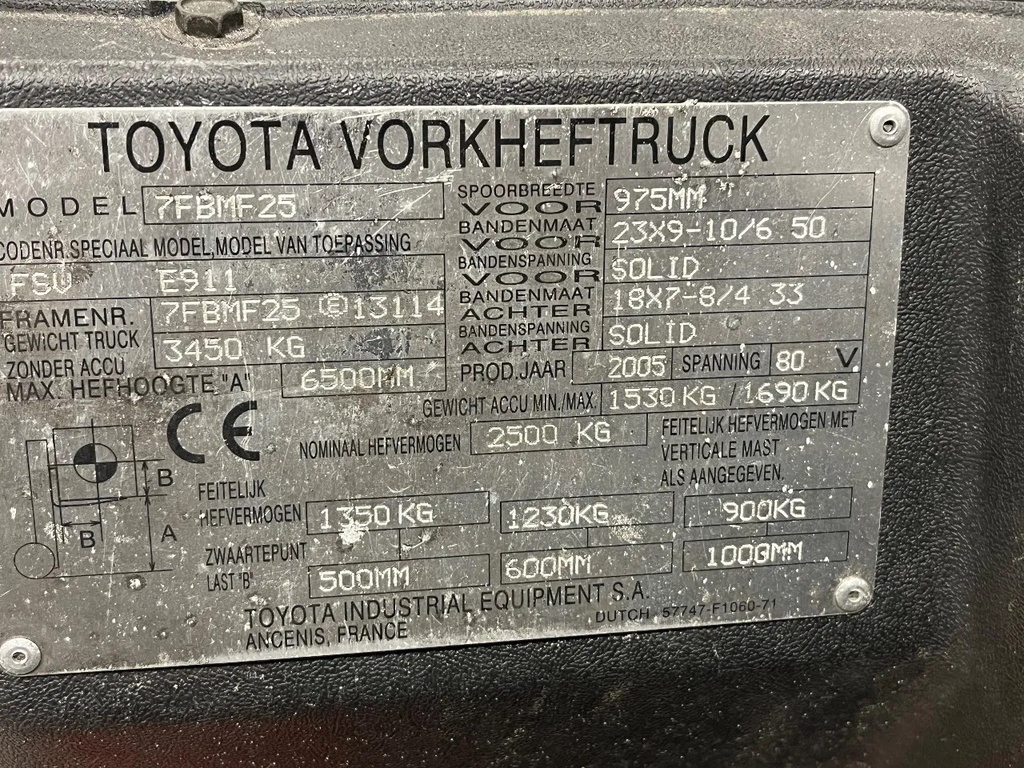 TOYOTA VORKHEFTRUCK
MODEL 7FBMF25
CODENR.SPECIAAL MODEL,MODEL VAN TOEPASSING
FSV E911
FRAMENR. 7FBMF25 E 13114
GEWICHT TRUCK
ZONDER ACCU 3450 KG
MAX. HEFHOOGTE "A" 6500MM
SPOORBREEDTE
VOOR 975MM
BANDENMAAT
VOOR 23X9-10/6 50
BANDENSPANNING
VOOR SOLID
BANDENMAAT
ACHTER 18X7-8/4 33
BANDENSPANNING
ACHTER SOLID
PROD.JAAR 2005 SPANNING 80 V
GEWICHT ACCU MIN./MAX. 1530 KG / 1690 KG
CE
NOMINAAL HEFVERMOGEN 2500 KG
FEITELIJK HEFVERMOGEN MET
VERTICALE MAST
ALS AANGEGEVEN.
B
A
B
FEITELIJK
HEFVERMOGEN 1350 KG 1230KG 900KG
ZWAARTEPUNT
LAST "B" 500MM 600MM 1000MM
TOYOTA INDUSTRIAL EQUIPMENT S.A.
ANCENIS, FRANCE
DUTCH 57747-F1060-71